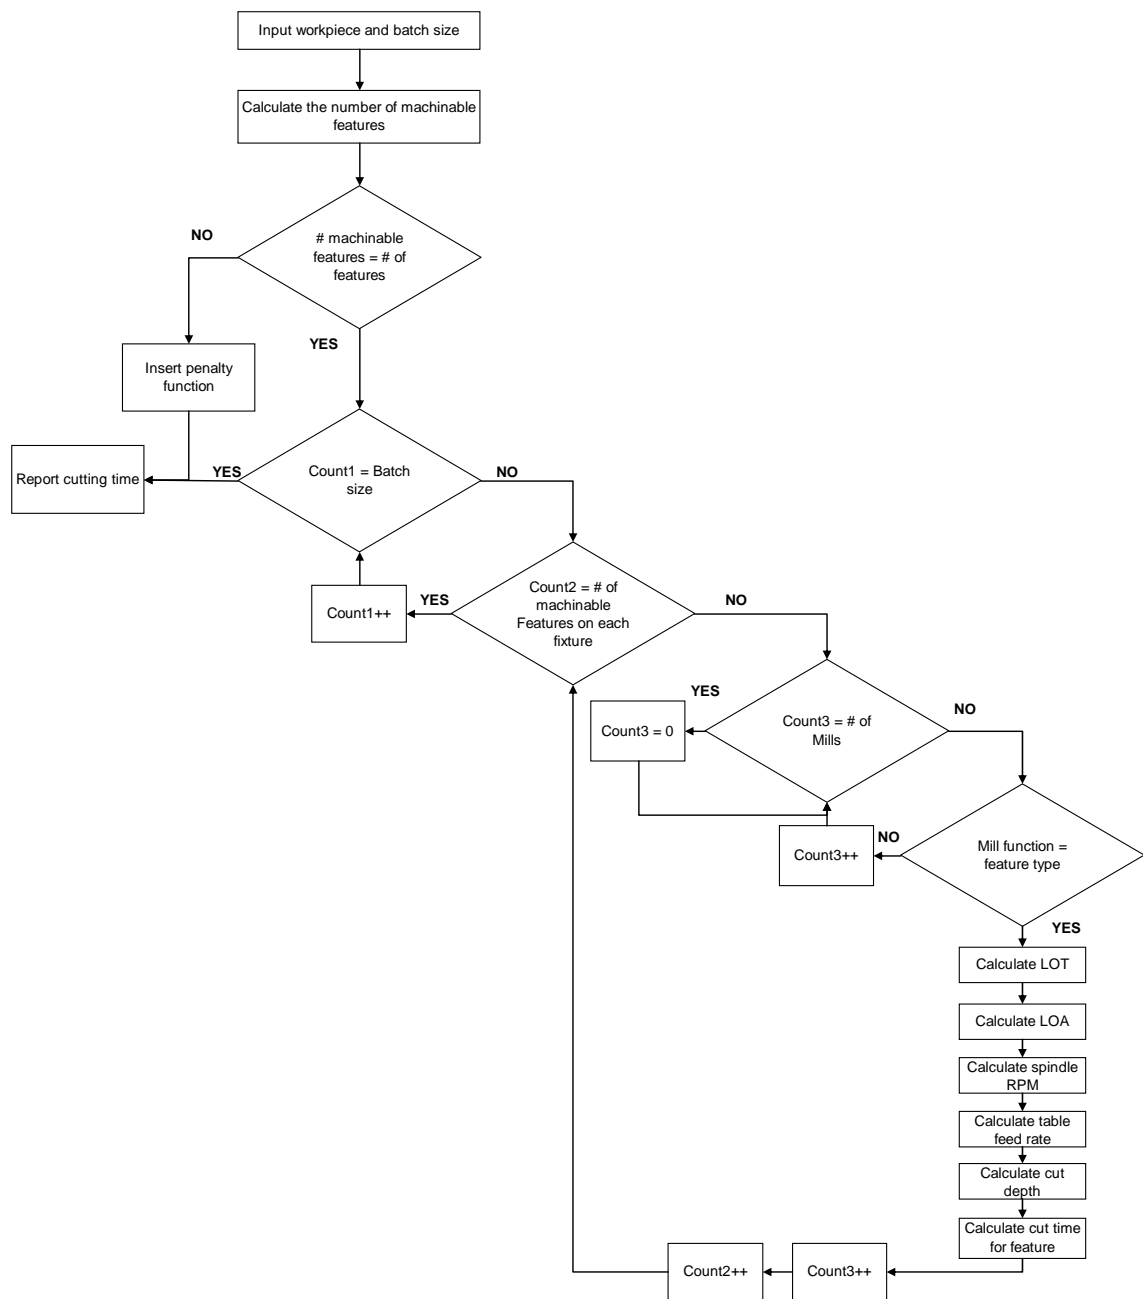 Input workpiece and batch size
Calculate the number of machinable
features
NO
# machinable
features = # of
features
YES
Insert penalty
function
Report cutting time
YES
Count1 = Batch
size
NO
Count1++
YES
Count2 = # of
machinable
Features on each
fixture
NO
YES
Count3 = 0
Count3 = # of
Mills
NO
Count3++
NO
Mill function =
feature type
YES
Calculate LOT
Calculate LOA
Calculate spindle
RPM
Calculate table
feed rate
Calculate cut
depth
Calculate cut time
for feature
Count2++
Count3++